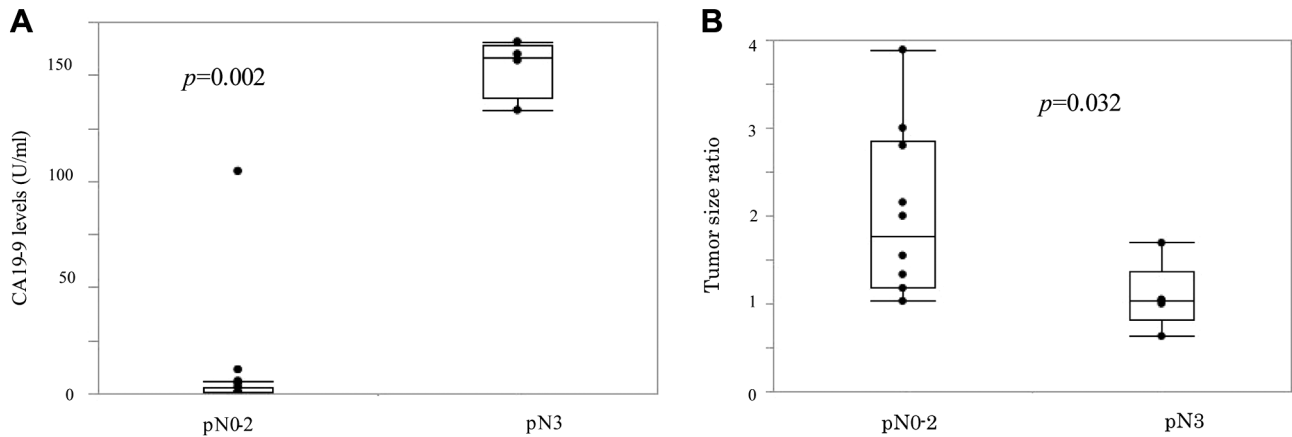 A
CA19-9 levels (U/ml)
150
100
50
0
p=0.002
pN0-2
pN3
B
Tumor size ratio
4
3
2
1
0
p=0.032
pN0-2
pN3